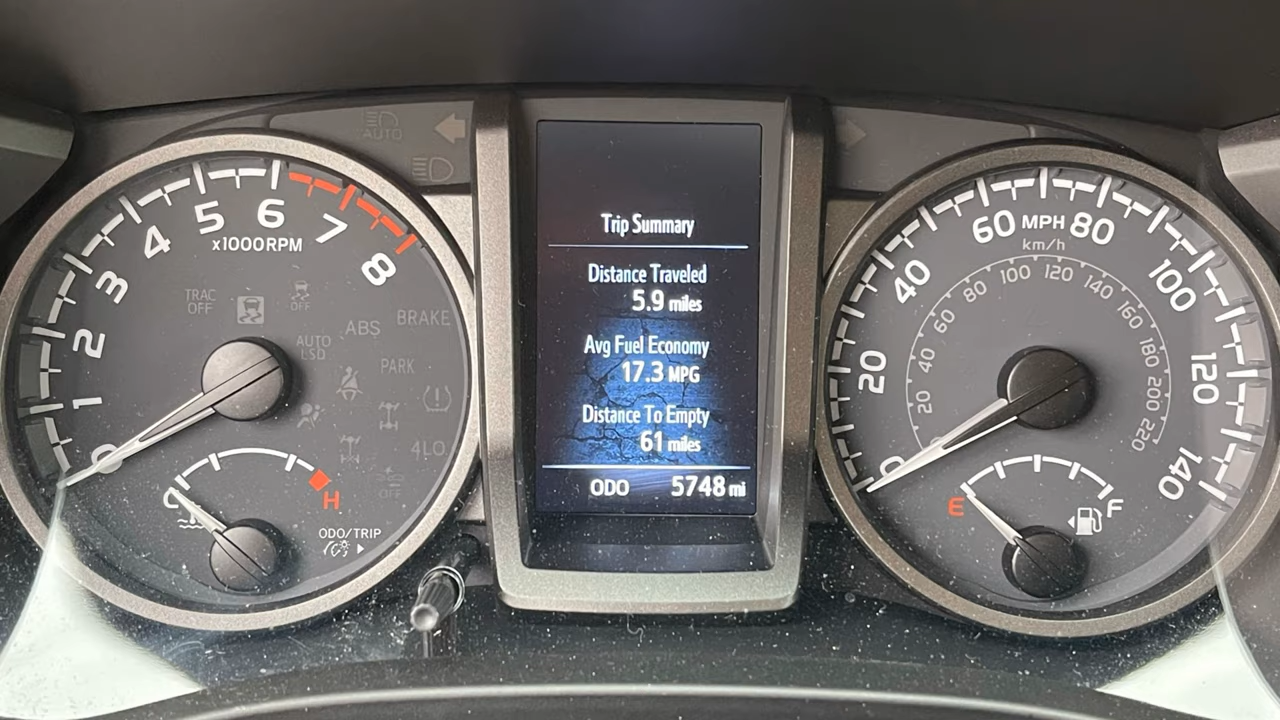 AUTO
5 6 7
4 x1000RPM 8
3
2
1
0
TRAC
OFF
OFF
AUTO
LSD
ABS
BRAKE
PARK
4LO
OFF
C
H
ODO/TRIP
Trip Summary
Distance Traveled
5.9 miles
Avg Fuel Economy
17.3 MPG
Distance To Empty
61 miles
ODO 5748 mi
60 MPH 80
km/h
40 100
20 120
0 140
20 40 60 80 100 120 140 160 180 200 220
E
F